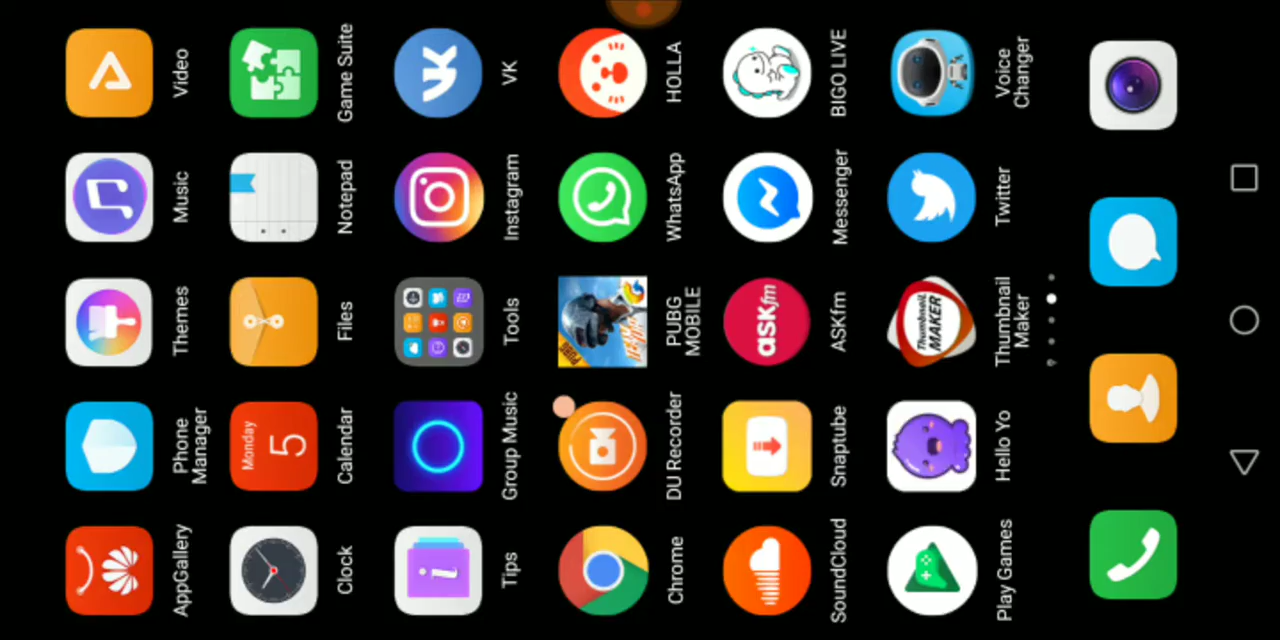 AppGallery
Phone
Manager
Themes
Music
Video
Monday
5
Clock
Calendar
Files
Notepad
Game Suite
VK
Tips
Group Music
Tools
Instagram
VK
PUBG
Chrome
DU Recorder
PUBG
MOBILE
WhatsApp
HOLLA
ASKfm
SoundCloud
Snaptube
ASKfm
Messenger
BIGO LIVE
Thumbnail
MAKER
Play Games
Hello Yo
Thumbnail
Maker
Twitter
Voice
Changer